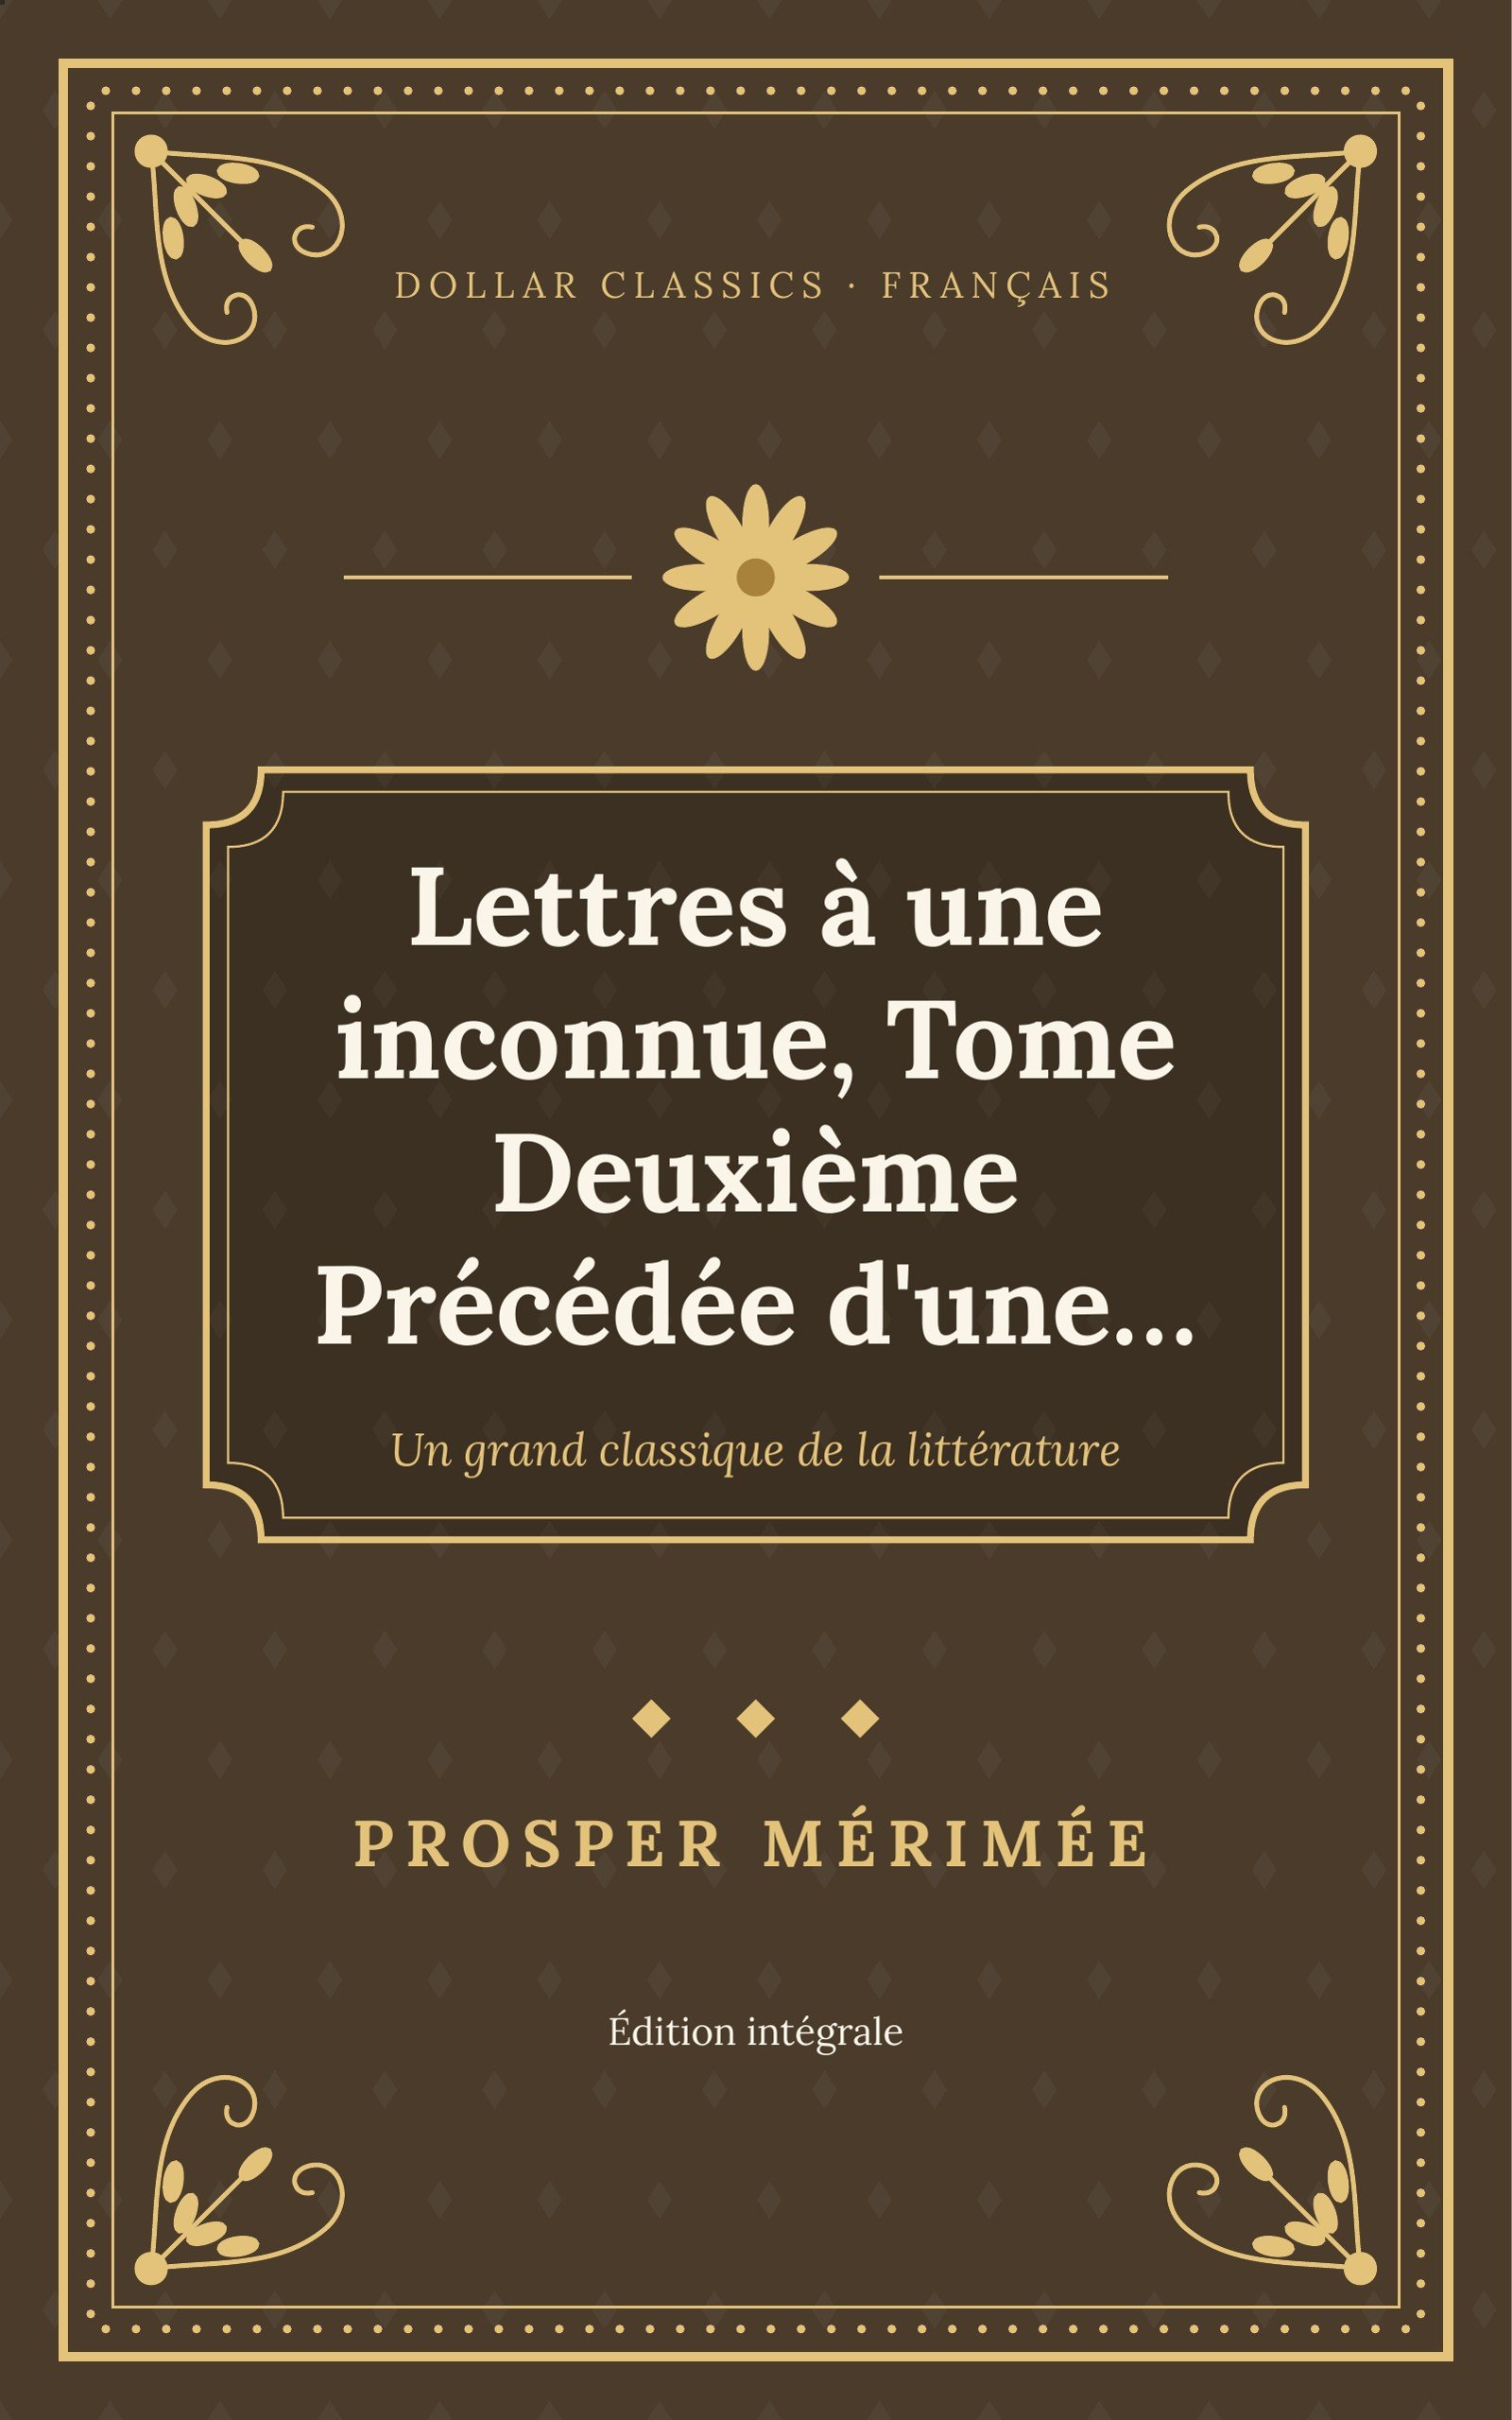 DOLLAR CLASSICS · FRANÇAIS
Lettres à une
inconnue, Tome
Deuxième
Précédée d'une...
Un grand classique de la littérature
PROSPER MÉRIMÉE
Édition intégrale